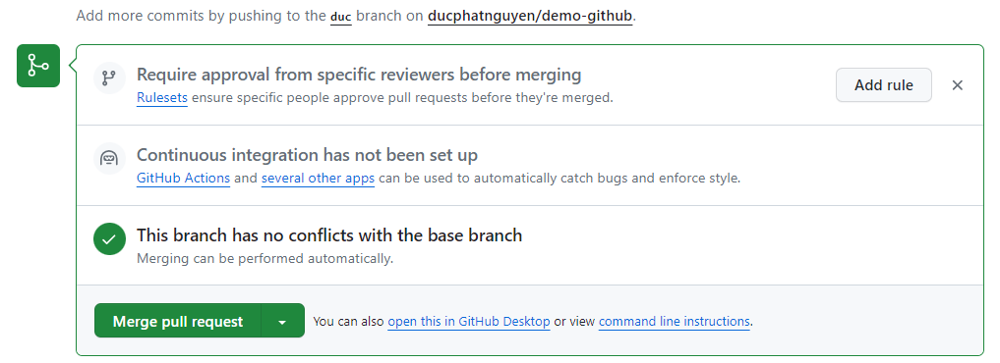 Add more commits by pushing to the duc branch on ducphatnguyen/demo-github.
Require approval from specific reviewers before merging
Rulesets ensure specific people approve pull requests before they're merged.
Add rule
Continuous integration has not been set up
GitHub Actions and several other apps can be used to automatically catch bugs and enforce style.
This branch has no conflicts with the base branch
Merging can be performed automatically.
Merge pull request
You can also open this in GitHub Desktop or view command line instructions.